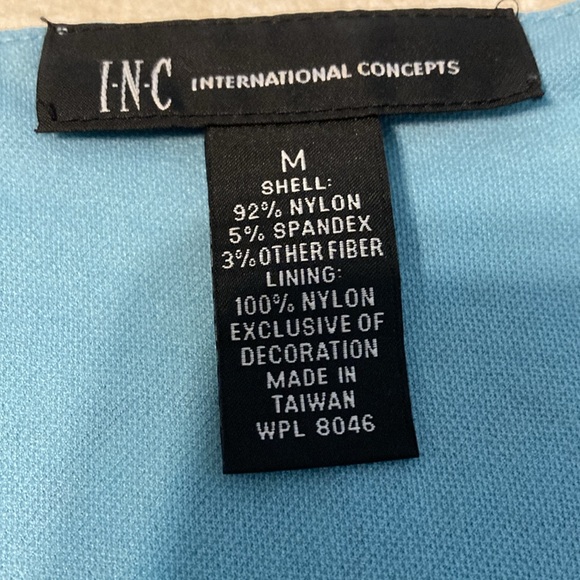 I·N·C INTERNATIONAL CONCEPTS
M
SHELL:
92% NYLON
5% SPANDEX
3% OTHER FIBER
LINING:
100% NYLON
EXCLUSIVE OF
DECORATION
MADE IN
TAIWAN
WPL 8046